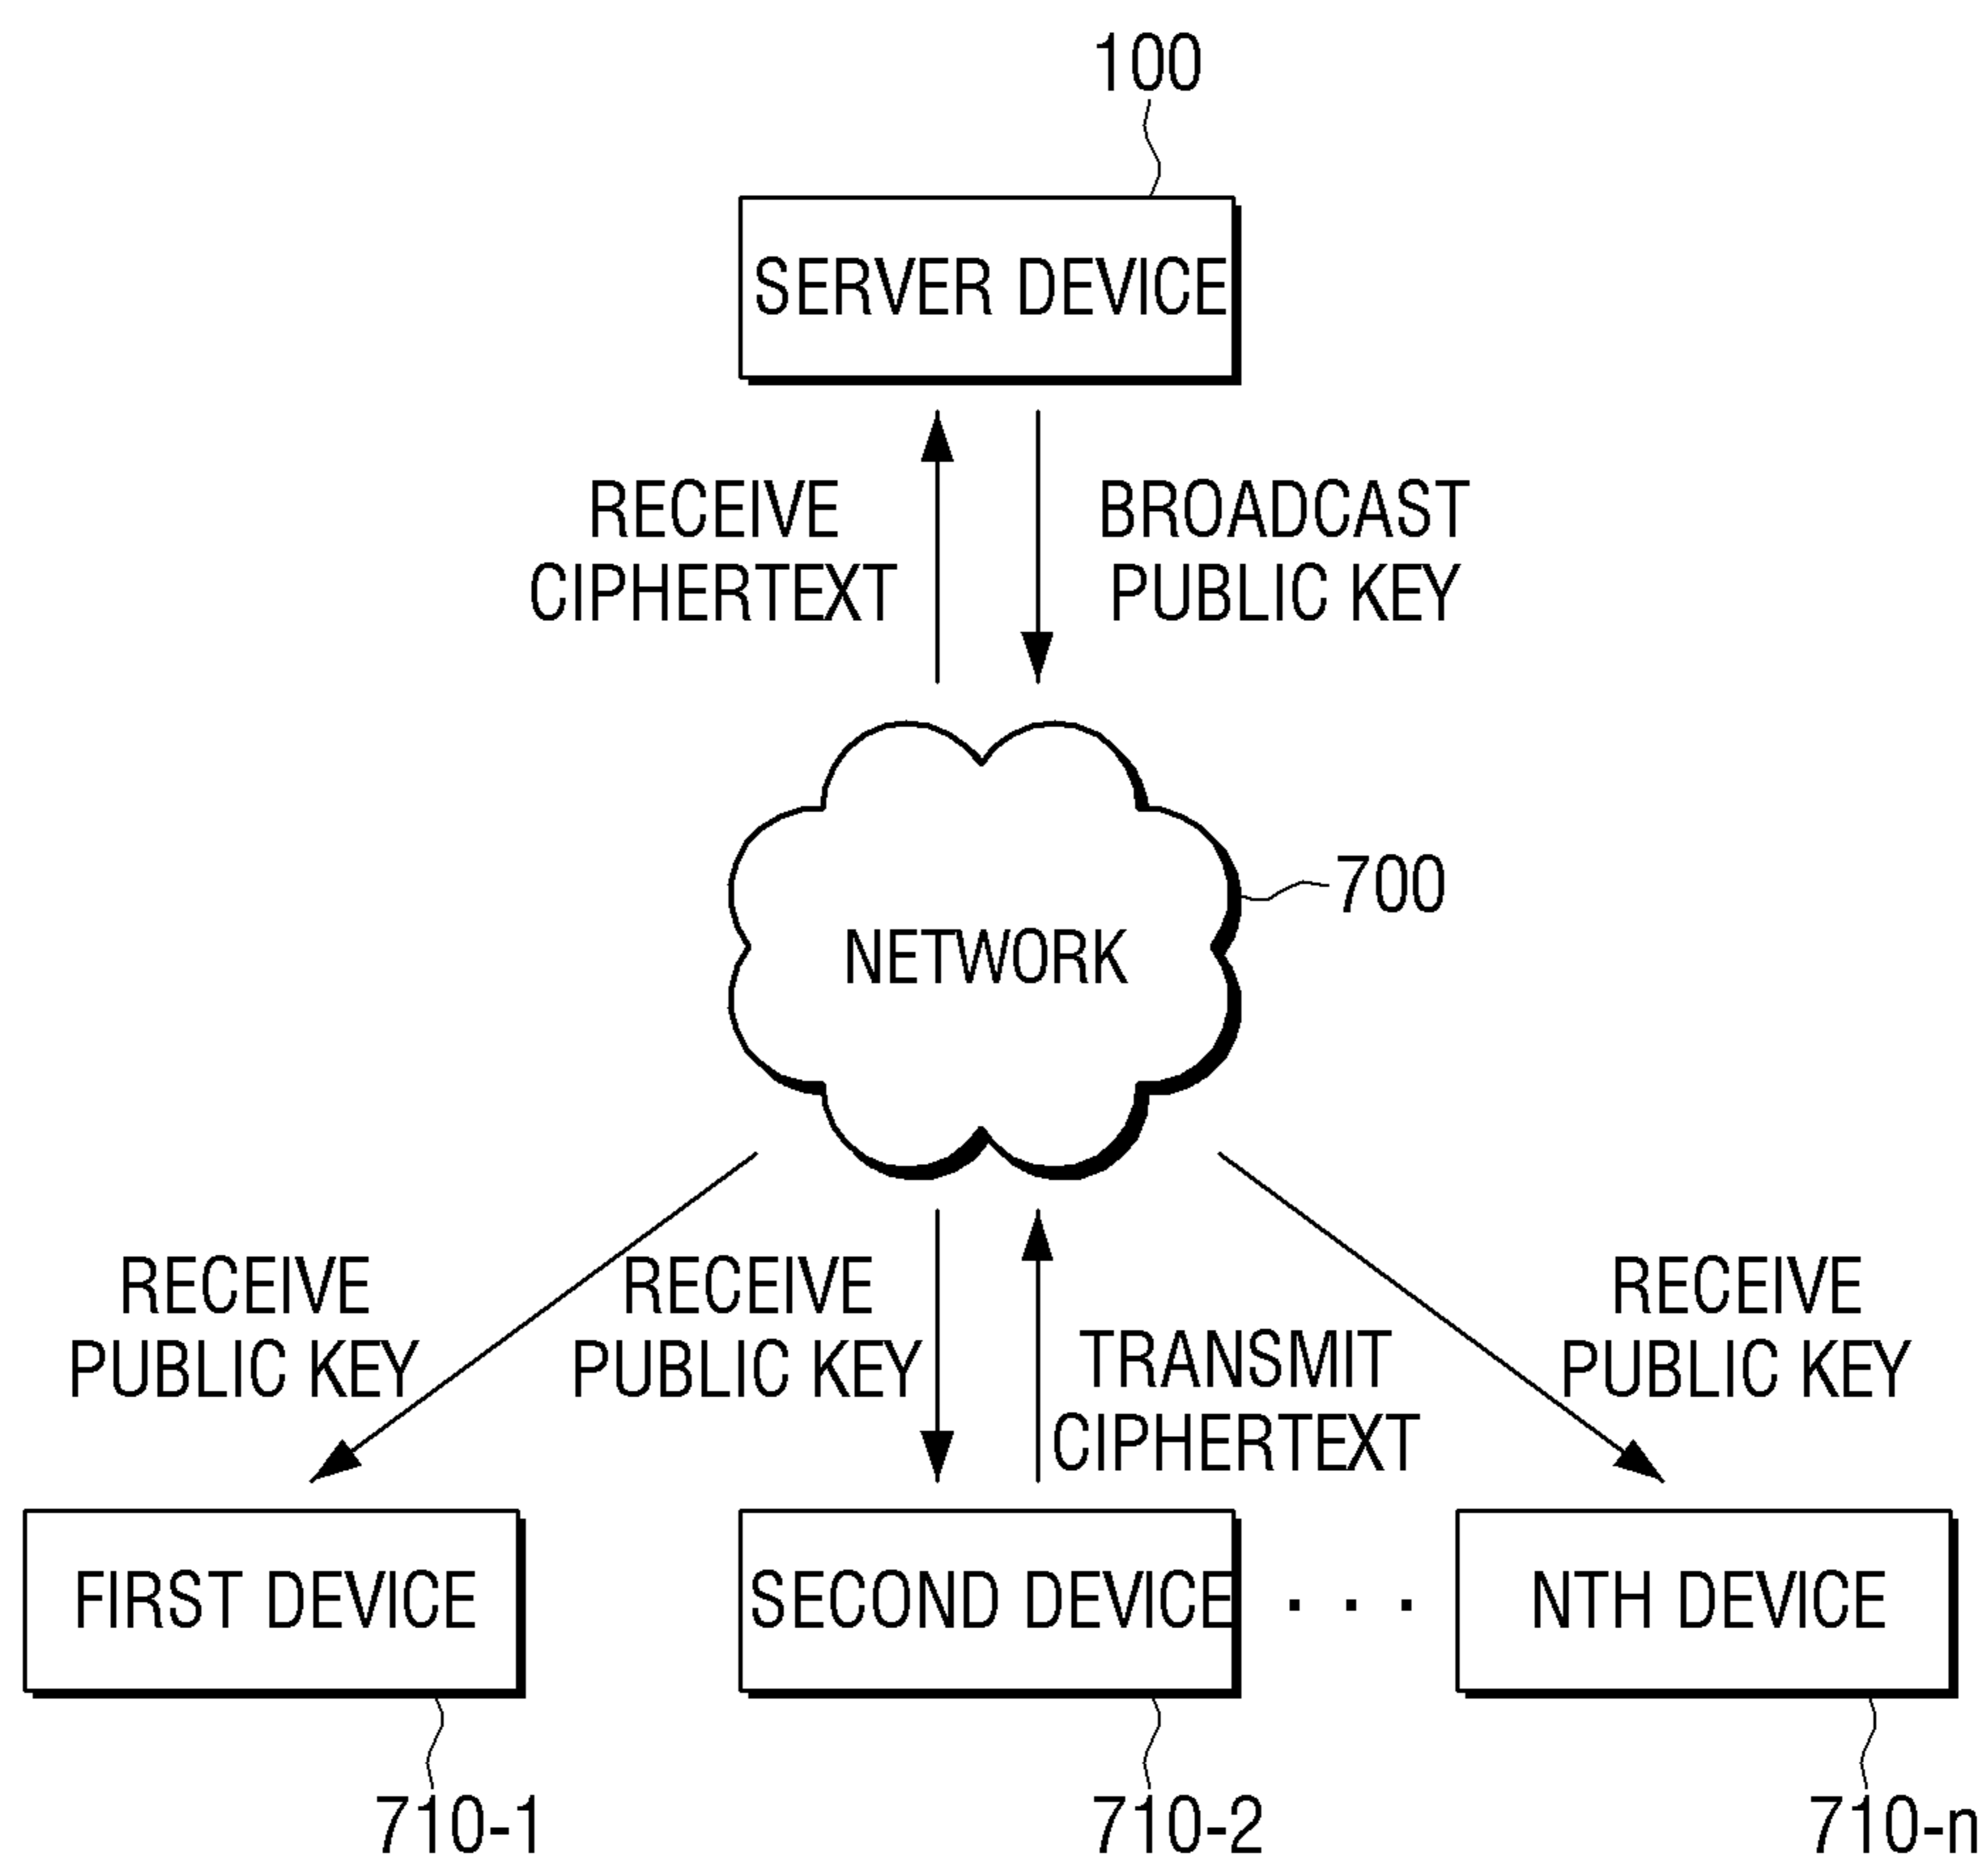 100
SERVER DEVICE
RECEIVE
CIPHERTEXT
BROADCAST
PUBLIC KEY
700
NETWORK
RECEIVE
PUBLIC KEY
RECEIVE
PUBLIC KEY
TRANSMIT
CIPHERTEXT
RECEIVE
PUBLIC KEY
FIRST DEVICE
SECOND DEVICE
. . .
NTH DEVICE
710-1
710-2
710-n